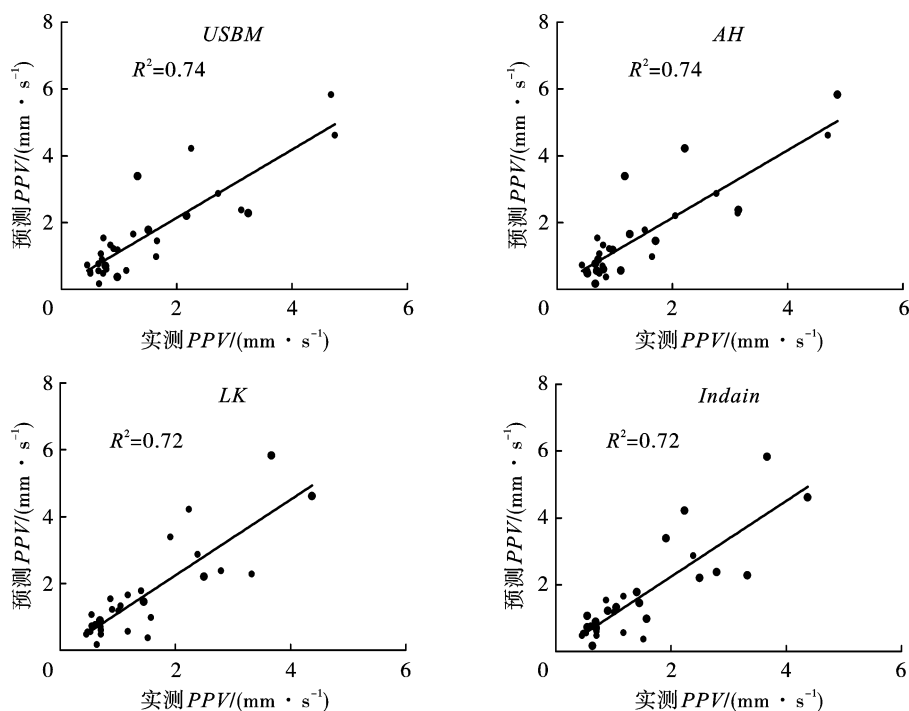 USBM
R²=0.74
8
6
4
2
0
2
4
6
预测PPV/(mm · s⁻¹)
实测PPV/(mm · s⁻¹)
AH
R²=0.74
8
6
4
2
0
2
4
6
预测PPV/(mm · s⁻¹)
实测PPV/(mm · s⁻¹)
LK
R²=0.72
8
6
4
2
0
2
4
6
预测PPV/(mm · s⁻¹)
实测PPV/(mm · s⁻¹)
Indain
R²=0.72
8
6
4
2
0
2
4
6
预测PPV/(mm · s⁻¹)
实测PPV/(mm · s⁻¹)